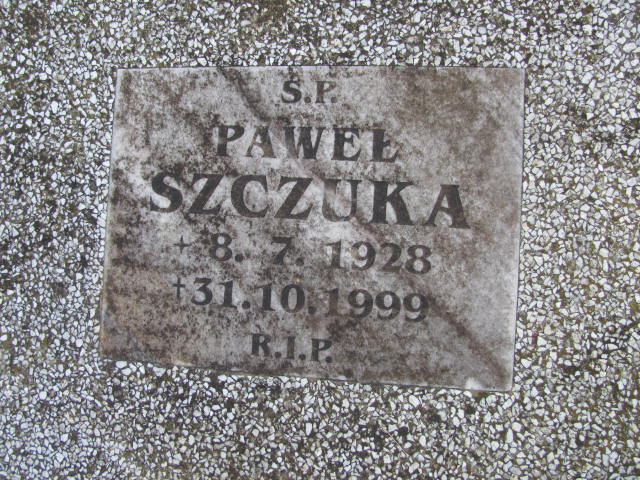 Ś.P.
PAWEŁ
SZCZUKA
+ 8. 7. 1928
†31.10.1999
R.I.P.